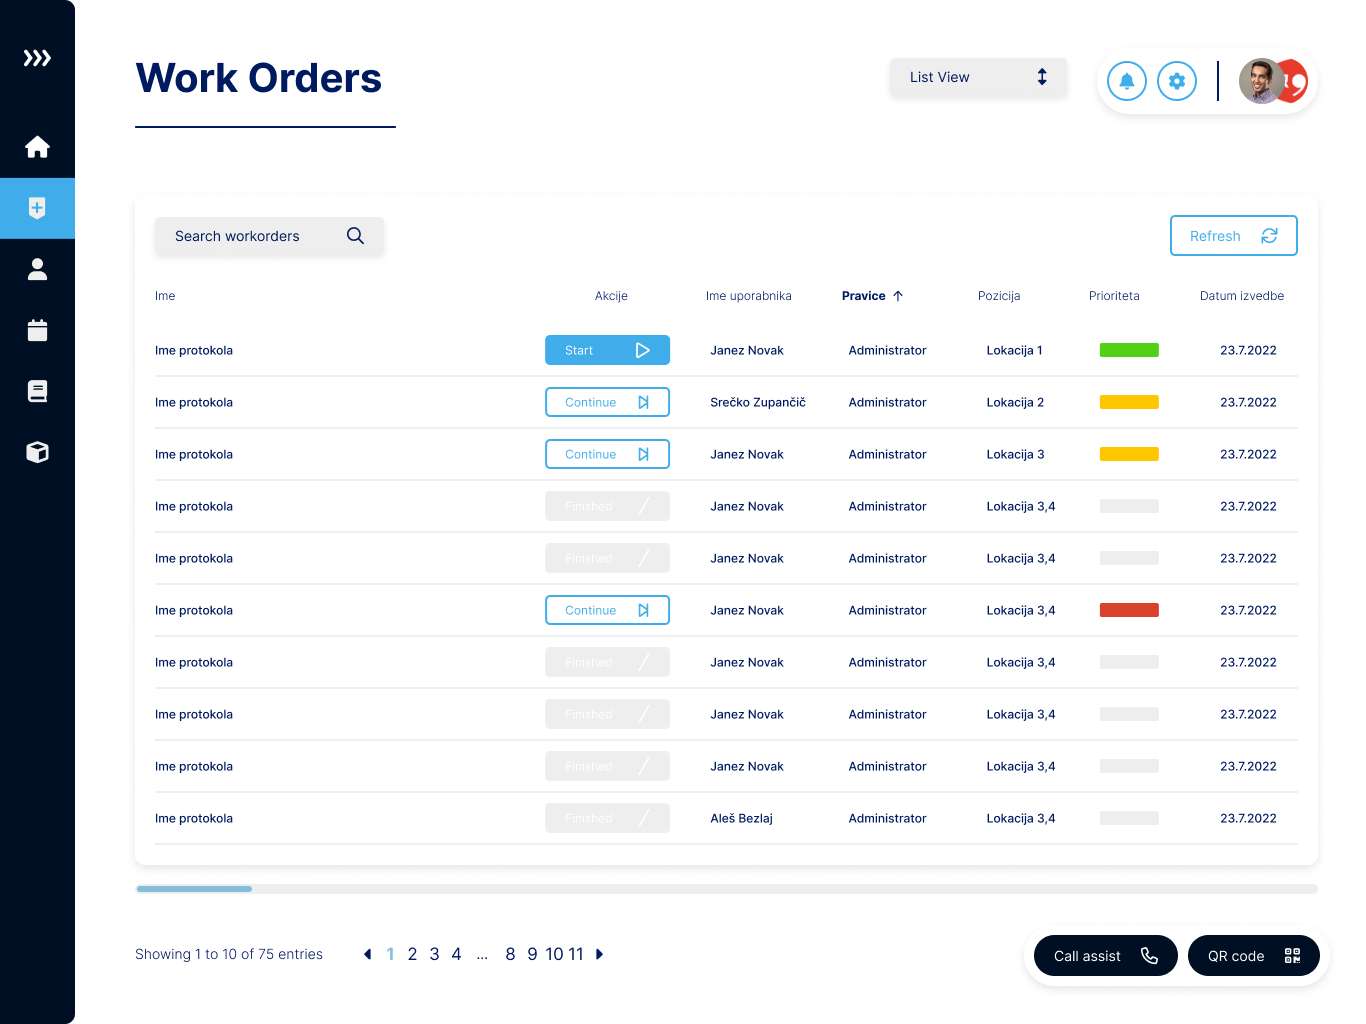 Work Orders
List View
Search workorders
Refresh
Ime Akcije Ime uporabnika Pravice Pozicija Prioriteta Datum izvedbe
Ime protokola Start Janez Novak Administrator Lokacija 1 23.7.2022
Ime protokola Continue Srečko Zupančič Administrator Lokacija 2 23.7.2022
Ime protokola Continue Janez Novak Administrator Lokacija 3 23.7.2022
Ime protokola Finished Janez Novak Administrator Lokacija 3,4 23.7.2022
Ime protokola Finished Janez Novak Administrator Lokacija 3,4 23.7.2022
Ime protokola Continue Janez Novak Administrator Lokacija 3,4 23.7.2022
Ime protokola Finished Janez Novak Administrator Lokacija 3,4 23.7.2022
Ime protokola Finished Janez Novak Administrator Lokacija 3,4 23.7.2022
Ime protokola Finished Janez Novak Administrator Lokacija 3,4 23.7.2022
Ime protokola Finished Aleš Bezlaj Administrator Lokacija 3,4 23.7.2022
Showing 1 to 10 of 75 entries 1 2 3 4 ... 8 9 10 11
Call assist QR code